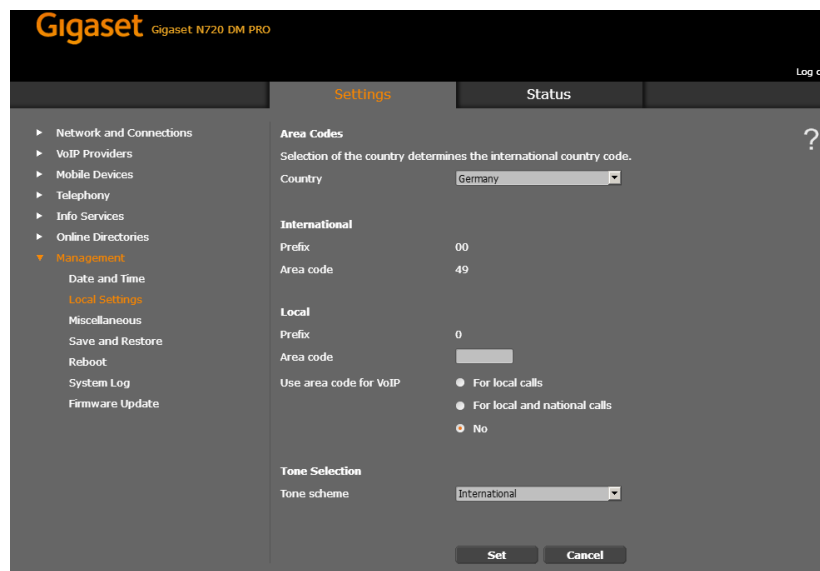 Gigaset Gigaset N720 DM PRO
Log
Settings Status
Network and Connections
VoIP Providers
Mobile Devices
Telephony
Info Services
Online Directories
Management
Date and Time
Local Settings
Miscellaneous
Save and Restore
Reboot
System Log
Firmware Update
Area Codes
?
Selection of the country determines the international country code.
Country Germany
International
Prefix 00
Area code 49
Local
Prefix 0
Area code
Use area code for VoIP For local calls
For local and national calls
No
Tone Selection
Tone scheme International
Set Cancel